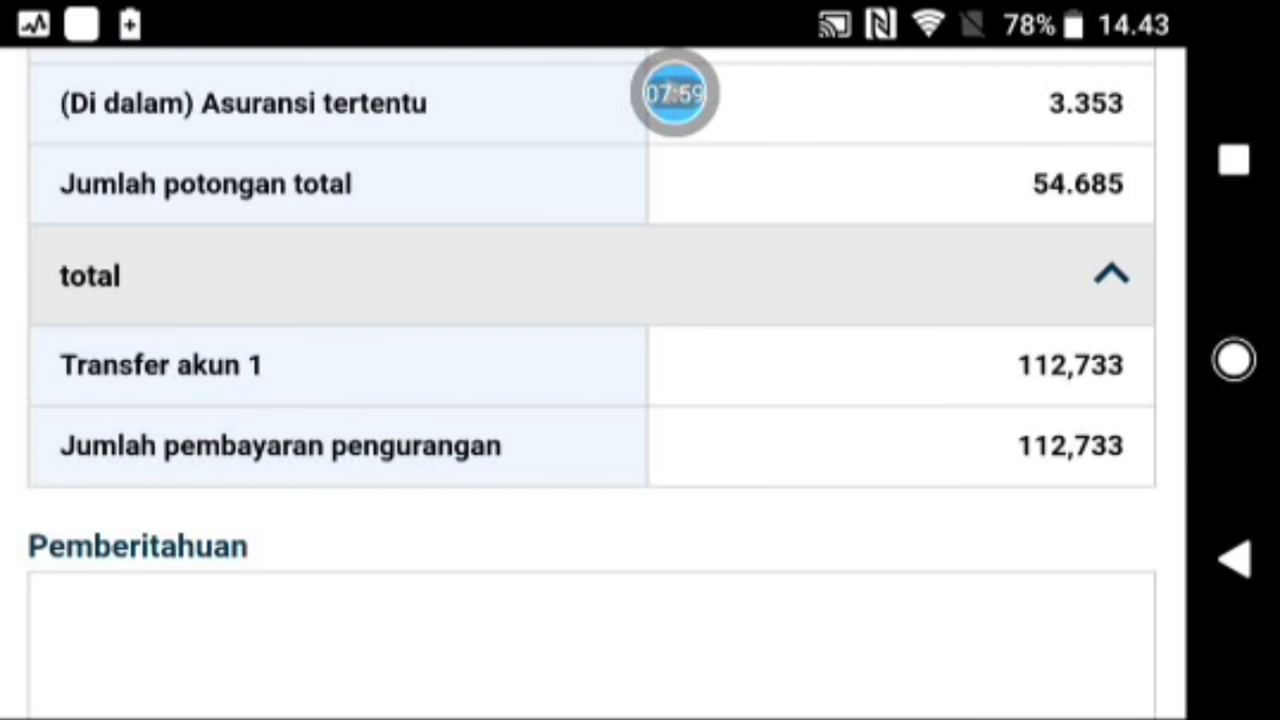 78% 14.43
07:59
(Di dalam) Asuransi tertentu 3.353
Jumlah potongan total 54.685
total
Transfer akun 1 112,733
Jumlah pembayaran pengurangan 112,733
Pemberitahuan